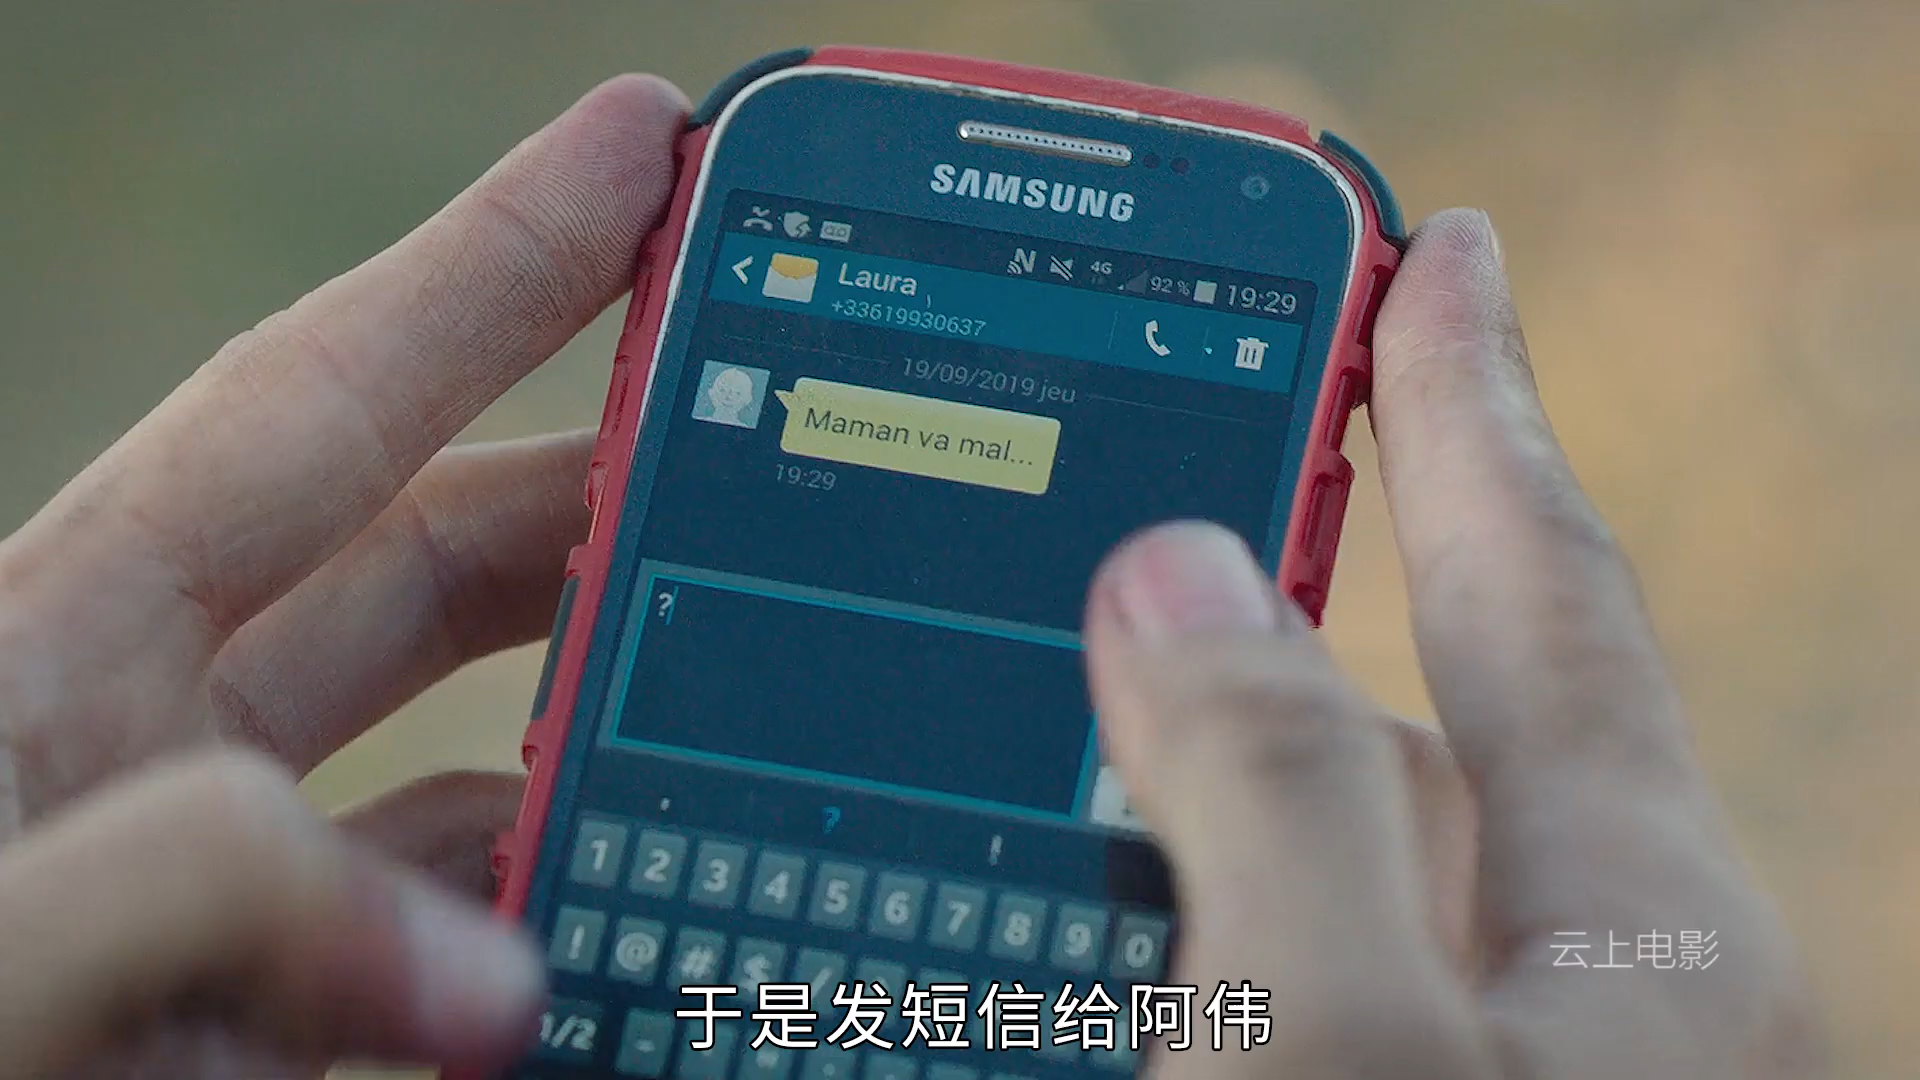 SAMSUNG
4G 92 % 19:29
Laura
+33619930637
19/09/2019 jeu
Maman va mal...
19:29
?
. ? !
1 2 3 4 5 6 7 8 9 0
! @ # $ /
1/2 -
云上电影
于是发短信给阿伟